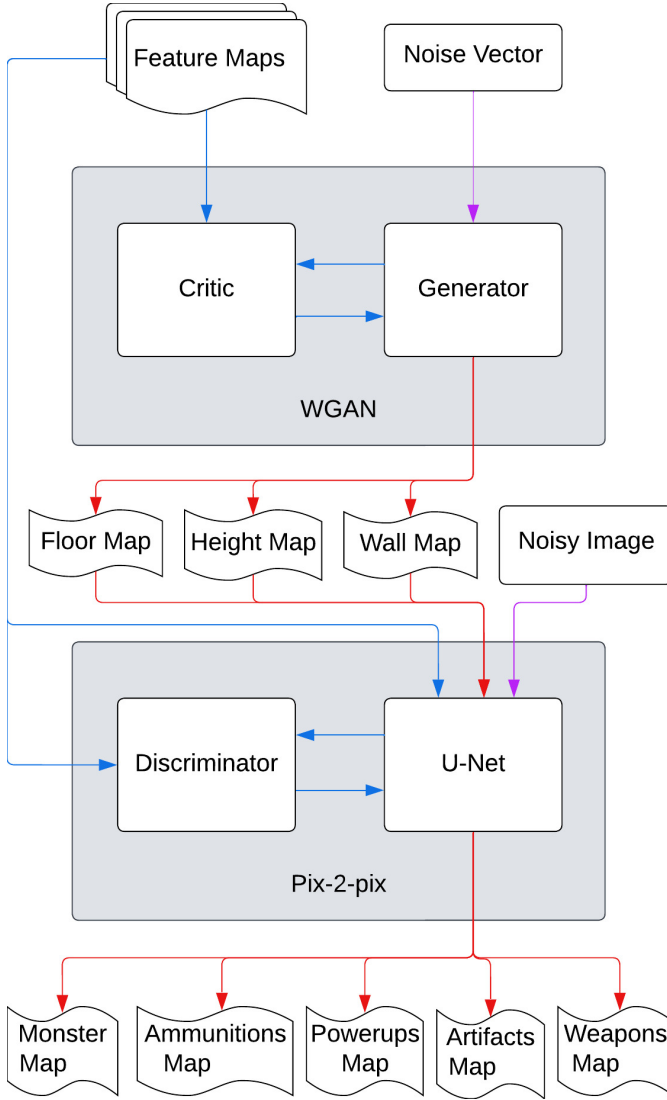 Feature Maps
Noise Vector
Critic
Generator
WGAN
Floor Map
Height Map
Wall Map
Noisy Image
Discriminator
U-Net
Pix-2-pix
Monster
Map
Ammunitions
Map
Powerups
Map
Artifacts
Map
Weapons
Map